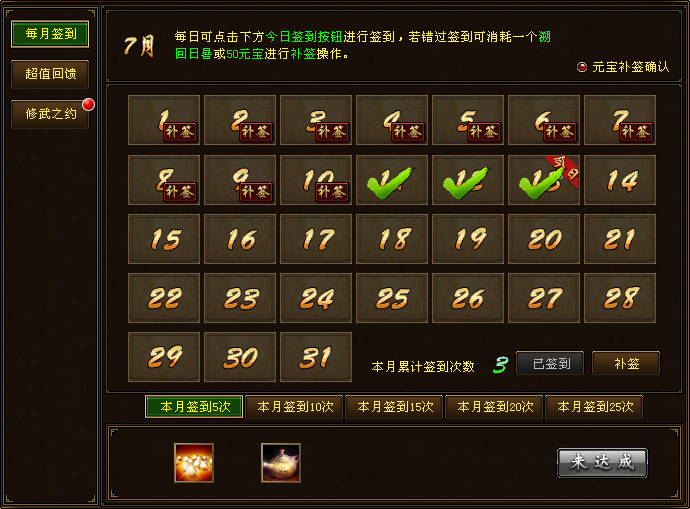 每月签到
超值回馈
修武之约
7月
每日可点击下方今日签到按钮进行签到，若错过签到可消耗一个溯
回日晷或50元宝进行补签操作。
元宝补签确认
1 补签 2 补签 3 补签 4 补签 5 补签 6 补签 7 补签
8 补签 9 补签 10 补签 11 12 13 今日 14
15 16 17 18 19 20 21
22 23 24 25 26 27 28
29 30 31
本月累计签到次数 3 已签到 补签
本月签到5次 本月签到10次 本月签到15次 本月签到20次 本月签到25次
未达成